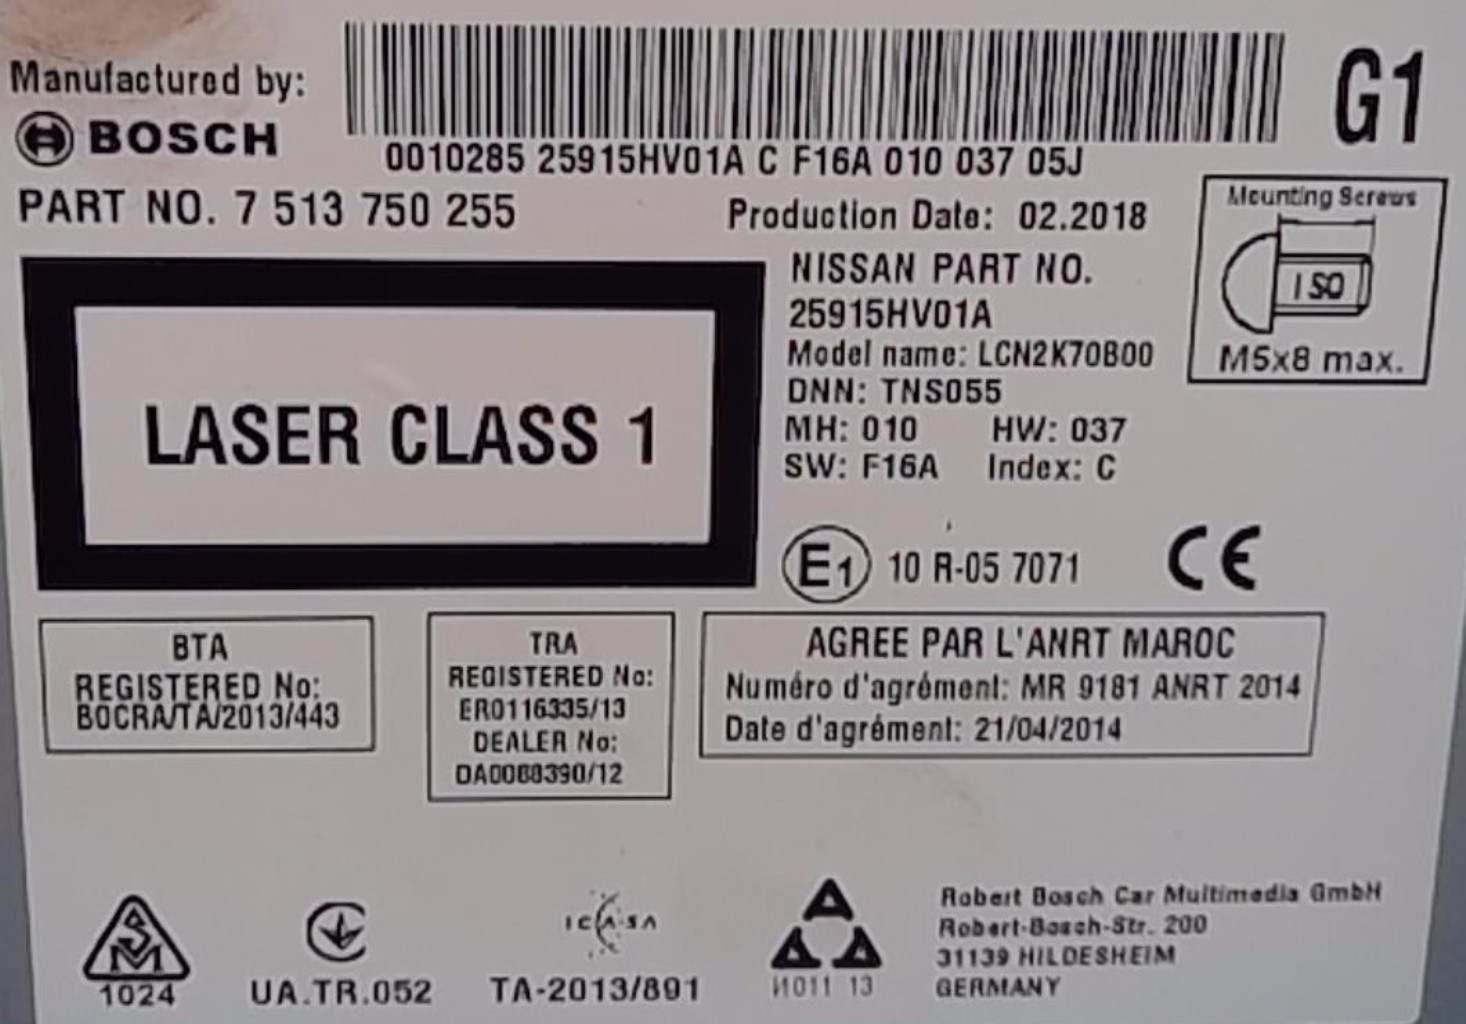 Manufactured by:
BOSCH
0010285 25915HV01A C F16A 010 037 05J
G1
PART NO. 7 513 750 255
Production Date: 02.2018
Mounting Screws
ISO
M5x8 max.
LASER CLASS 1
NISSAN PART NO.
25915HV01A
Model name: LCN2K70B00
DNN: TNS055
MH: 010 HW: 037
SW: F16A Index: C
E1 10 R-05 7071 CE
BTA
REGISTERED No:
BOCRA/TA/2013/443
TRA
REGISTERED No:
ER0116335/13
DEALER No:
DA0088390/12
AGREE PAR L'ANRT MAROC
Numéro d'agrément: MR 9181 ANRT 2014
Date d'agrément: 21/04/2014
SM
1024
UA.TR.052
ICASA
TA-2013/891
И011 13
Robert Bosch Car Multimedia GmbH
Robert-Bosch-Str. 200
31139 HILDESHEIM
GERMANY